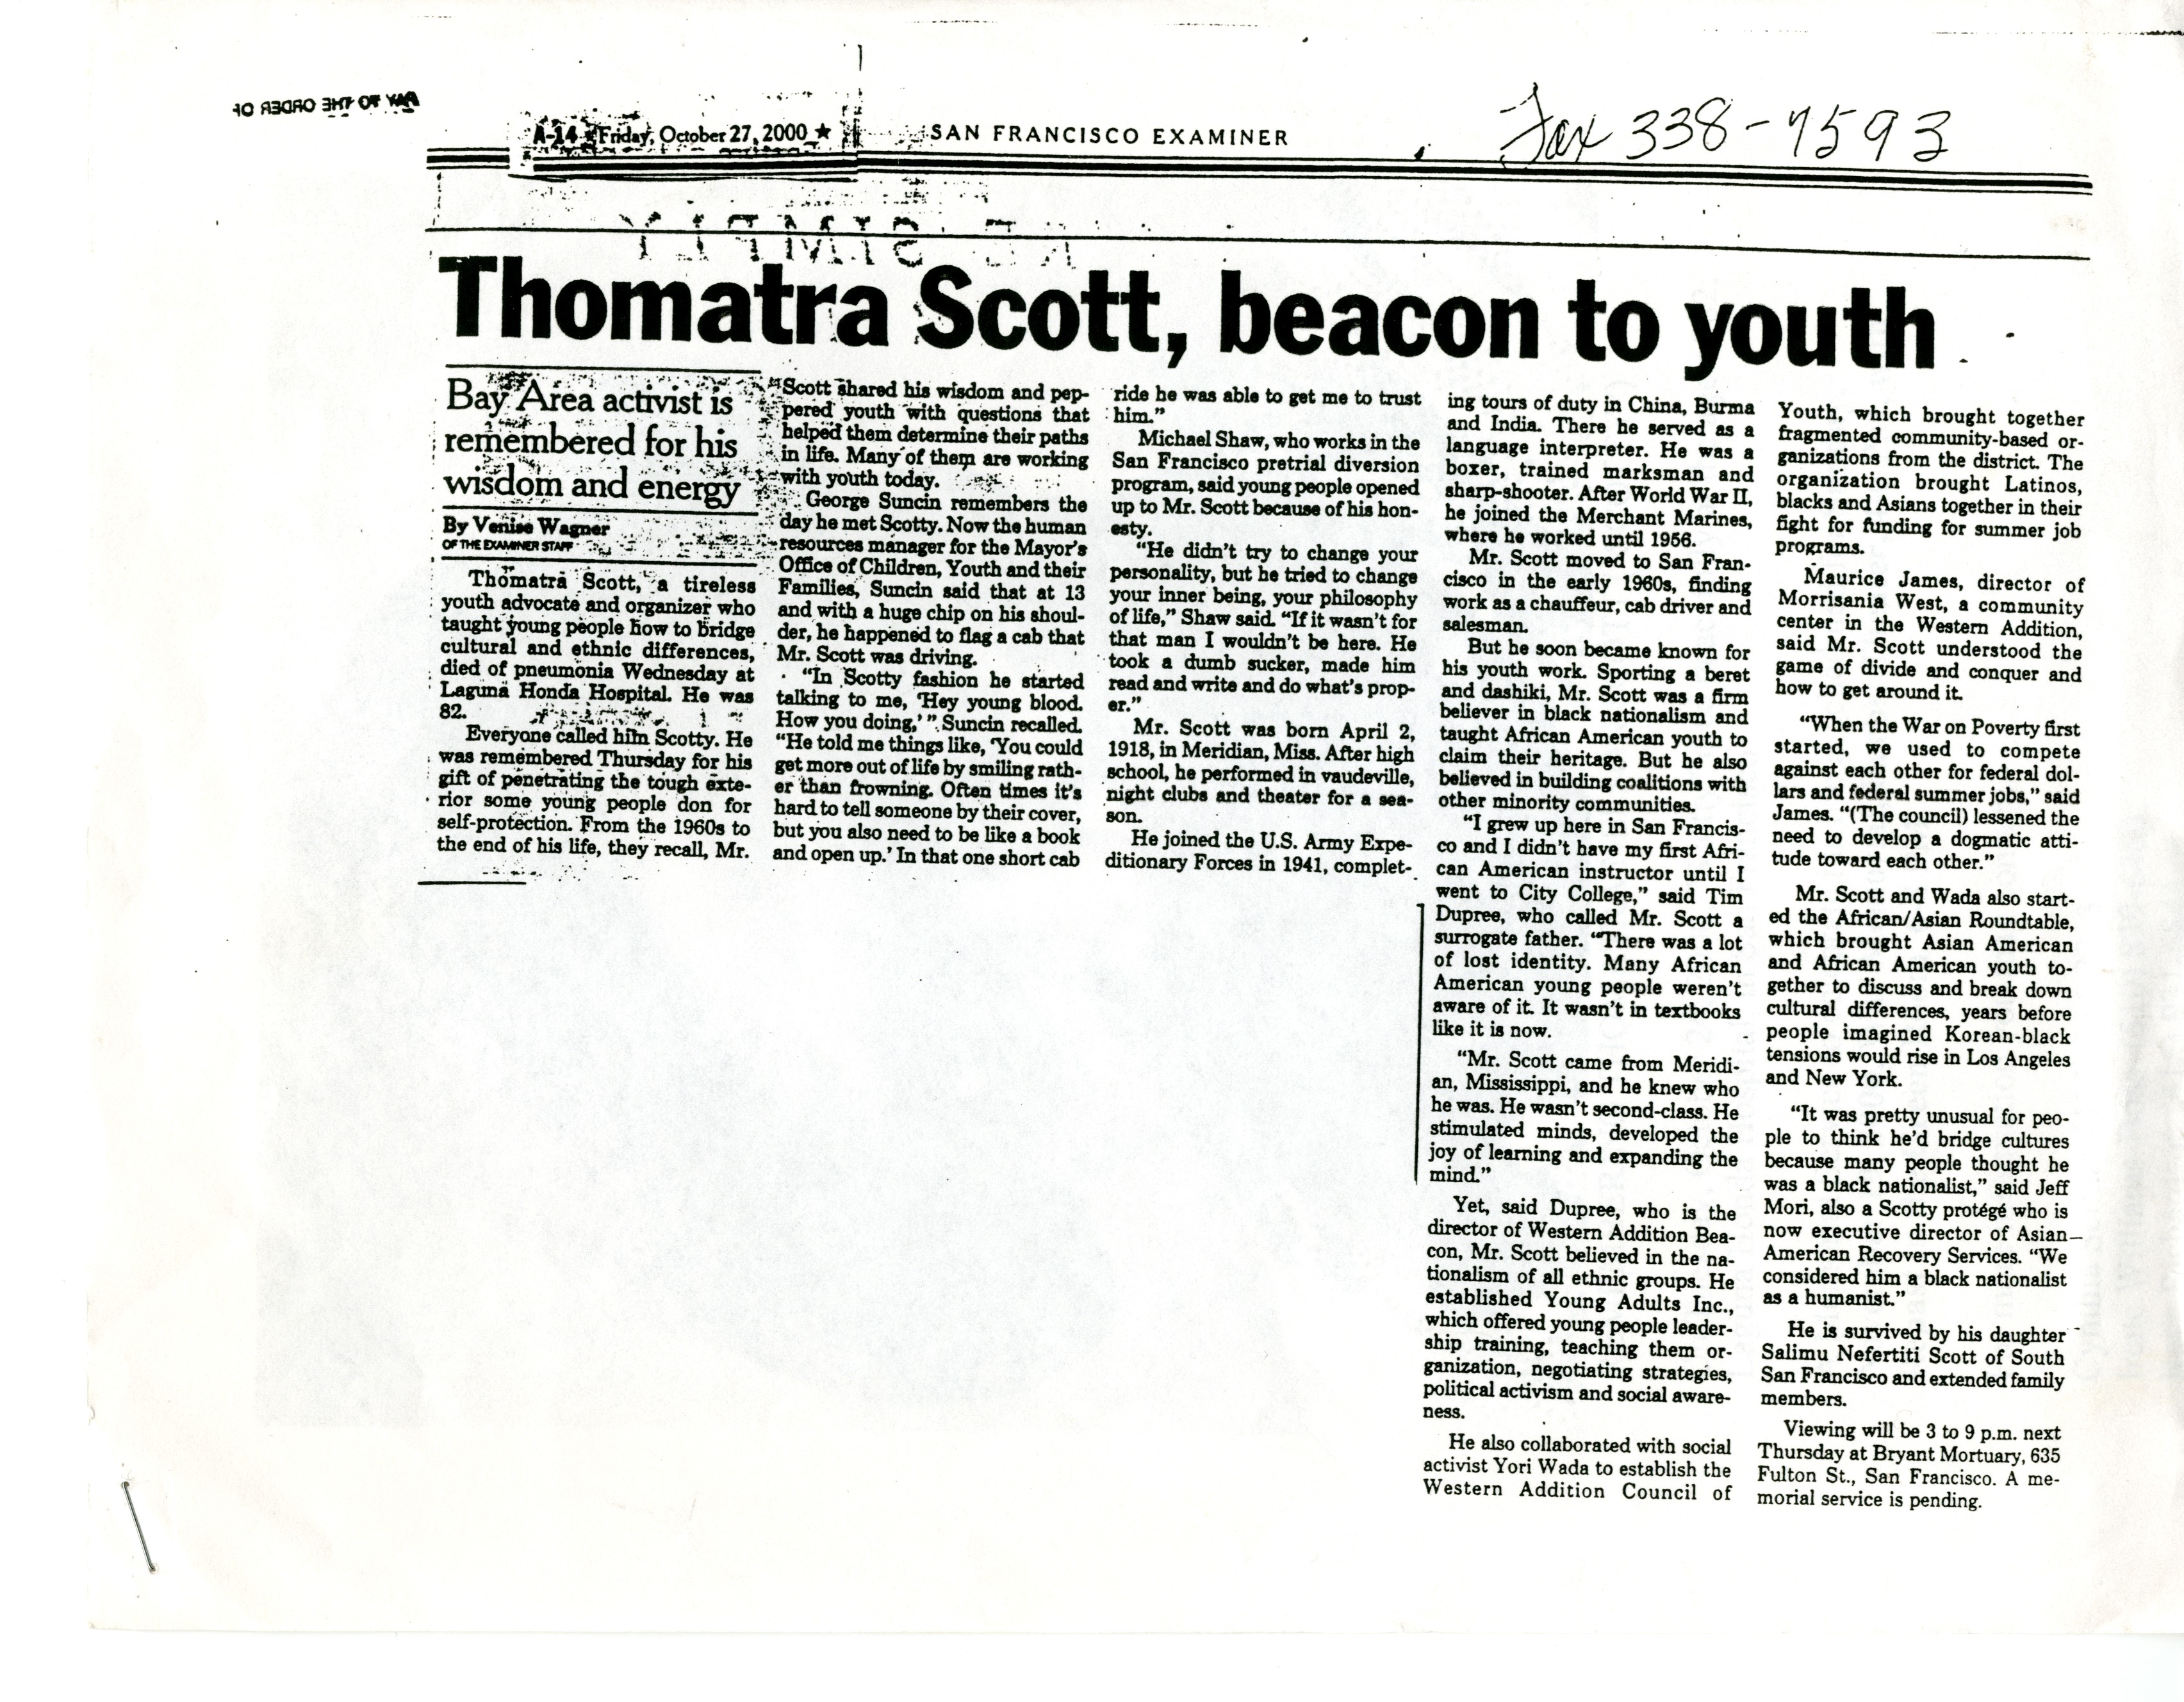 PAY TO THE ORDER OF
A-14 ★ Friday, October 27, 2000 ★
SAN FRANCISCO EXAMINER
Fax 338-7593
Thomatra Scott, beacon to youth
Bay Area activist is
remembered for his
wisdom and energy
By Venise Wagner
OF THE EXAMINER STAFF
Thomatra Scott, a tireless
youth advocate and organizer who
taught young people how to bridge
cultural and ethnic differences,
died of pneumonia Wednesday at
Laguna Honda Hospital. He was
82.
Everyone called him Scotty. He
was remembered Thursday for his
gift of penetrating the tough exte-
rior some young people don for
self-protection. From the 1960s to
the end of his life, they recall, Mr.
Scott shared his wisdom and pep-
pered youth with questions that
helped them determine their paths
in life. Many of them are working
with youth today.
George Suncin remembers the
day he met Scotty. Now the human
resources manager for the Mayor's
Office of Children, Youth and their
Families, Suncin said that at 13
and with a huge chip on his shoul-
der, he happened to flag a cab that
Mr. Scott was driving.
"In Scotty fashion he started
talking to me, 'Hey young blood.
How you doing,' " Suncin recalled.
"He told me things like, 'You could
get more out of life by smiling rath-
er than frowning. Often times it's
hard to tell someone by their cover,
but you also need to be like a book
and open up.' In that one short cab
ride he was able to get me to trust
him."
Michael Shaw, who works in the
San Francisco pretrial diversion
program, said young people opened
up to Mr. Scott because of his hon-
esty.
"He didn't try to change your
personality, but he tried to change
your inner being, your philosophy
of life," Shaw said. "If it wasn't for
that man I wouldn't be here. He
took a dumb sucker, made him
read and write and do what's prop-
er."
Mr. Scott was born April 2,
1918, in Meridian, Miss. After high
school, he performed in vaudeville,
night clubs and theater for a sea-
son.
He joined the U.S. Army Expe-
ditionary Forces in 1941, complet-
ing tours of duty in China, Burma
and India. There he served as a
language interpreter. He was a
boxer, trained marksman and
sharp-shooter. After World War II,
he joined the Merchant Marines,
where he worked until 1956.
Mr. Scott moved to San Fran-
cisco in the early 1960s, finding
work as a chauffeur, cab driver and
salesman.
But he soon became known for
his youth work. Sporting a beret
and dashiki, Mr. Scott was a firm
believer in black nationalism and
taught African American youth to
claim their heritage. But he also
believed in building coalitions with
other minority communities.
"I grew up here in San Francis-
co and I didn't have my first Afri-
can American instructor until I
went to City College," said Tim
Dupree, who called Mr. Scott a
surrogate father. "There was a lot
of lost identity. Many African
American young people weren't
aware of it. It wasn't in textbooks
like it is now.
"Mr. Scott came from Meridi-
an, Mississippi, and he knew who
he was. He wasn't second-class. He
stimulated minds, developed the
joy of learning and expanding the
mind."
Yet, said Dupree, who is the
director of Western Addition Bea-
con, Mr. Scott believed in the na-
tionalism of all ethnic groups. He
established Young Adults Inc.,
which offered young people leader-
ship training, teaching them or-
ganization, negotiating strategies,
political activism and social aware-
ness.
He also collaborated with social
activist Yori Wada to establish the
Western Addition Council of
Youth, which brought together
fragmented community-based or-
ganizations from the district. The
organization brought Latinos,
blacks and Asians together in their
fight for funding for summer job
programs.
Maurice James, director of
Morrisania West, a community
center in the Western Addition,
said Mr. Scott understood the
game of divide and conquer and
how to get around it.
"When the War on Poverty first
started, we used to compete
against each other for federal dol-
lars and federal summer jobs," said
James. "(The council) lessened the
need to develop a dogmatic atti-
tude toward each other."
Mr. Scott and Wada also start-
ed the African/Asian Roundtable,
which brought Asian American
and African American youth to-
gether to discuss and break down
cultural differences, years before
people imagined Korean-black
tensions would rise in Los Angeles
and New York.
"It was pretty unusual for peo-
ple to think he'd bridge cultures
because many people thought he
was a black nationalist," said Jeff
Mori, also a Scotty protégé who is
now executive director of Asian—
American Recovery Services. "We
considered him a black nationalist
as a humanist."
He is survived by his daughter
Salimu Nefertiti Scott of South
San Francisco and extended family
members.
Viewing will be 3 to 9 p.m. next
Thursday at Bryant Mortuary, 635
Fulton St., San Francisco. A me-
morial service is pending.